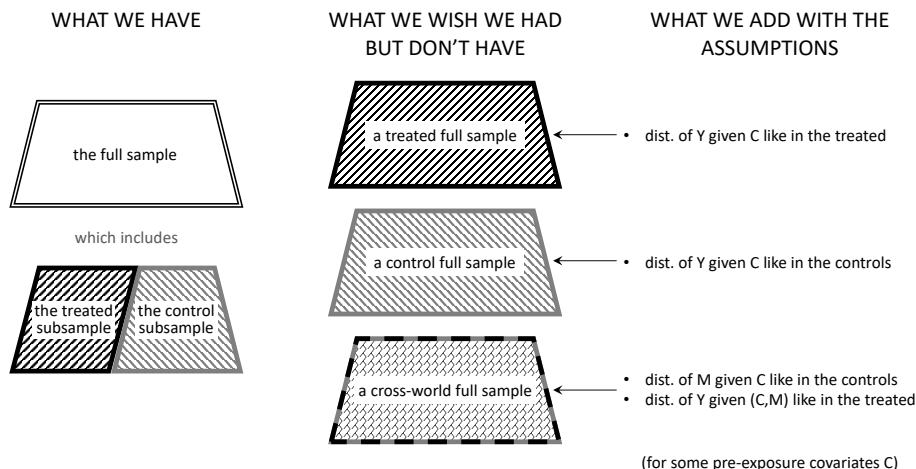 WHAT WE HAVE
WHAT WE WISH WE HAD
BUT DON'T HAVE
WHAT WE ADD WITH THE
ASSUMPTIONS
the full sample
which includes
the treated
subsample
the control
subsample
a treated full sample
• dist. of Y given C like in the treated
a control full sample
• dist. of Y given C like in the controls
a cross-world full sample
• dist. of M given C like in the controls
• dist. of Y given (C,M) like in the treated
(for some pre-exposure covariates C)